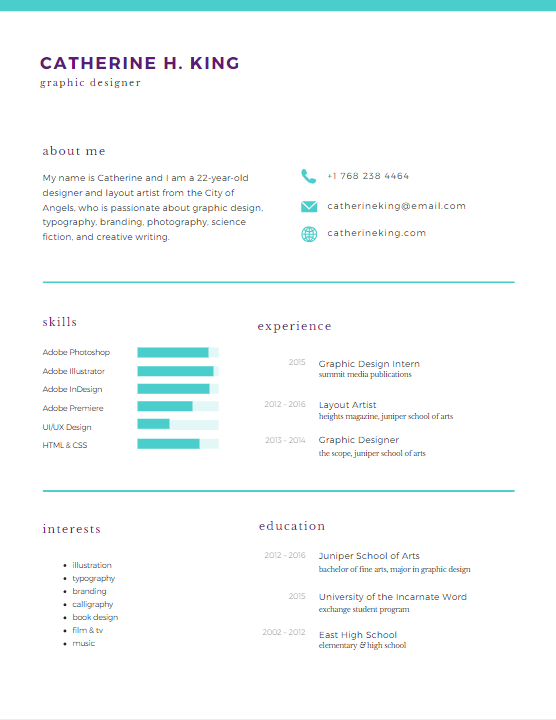 CATHERINE H. KING
graphic designer
about me
My name is Catherine and I am a 22-year-old
designer and layout artist from the City of
Angels, who is passionate about graphic design,
typography, branding, photography, science
fiction, and creative writing.
+1 768 238 4464
catherineking@email.com
catherineking.com
skills
Adobe Photoshop
Adobe Illustrator
Adobe InDesign
Adobe Premiere
UI/UX Design
HTML & CSS
experience
2015
Graphic Design Intern
summit media publications
2012 - 2016
Layout Artist
heights magazine, juniper school of arts
2013 - 2014
Graphic Designer
the scope, juniper school of arts
interests
illustration
typography
branding
calligraphy
book design
film & tv
music
education
2012 - 2016
Juniper School of Arts
bachelor of fine arts, major in graphic design
2015
University of the Incarnate Word
exchange student program
2002 - 2012
East High School
elementary & high school